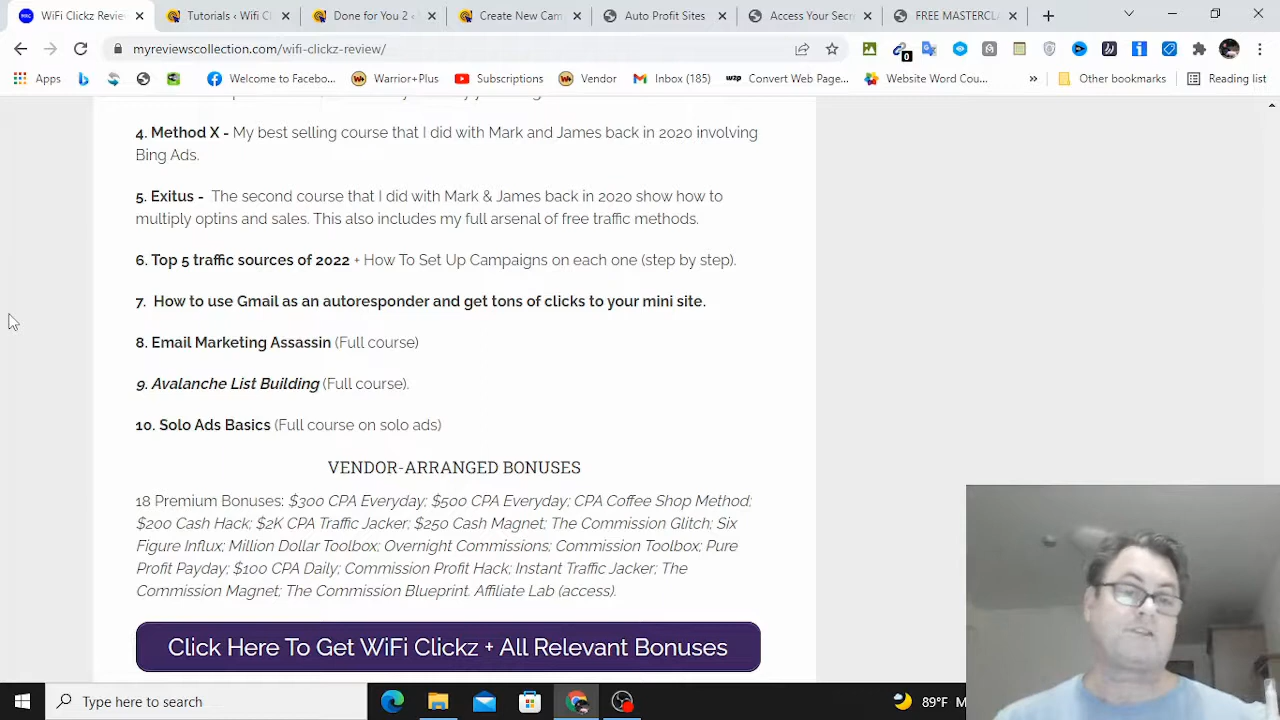 WiFi Clickz Revie
Tutorials ‹ Wifi Cl
Done for You 2 ‹
Create New Cam
Auto Profit Sites
Access Your Secr
FREE MASTERCLA
myreviewscollection.com/wifi-clickz-review/
0
Apps
Welcome to Facebo...
Warrior+Plus
Subscriptions
Vendor
Inbox (185)
Convert Web Page...
Website Word Cou...
»
Other bookmarks
Reading list
4. Method X - My best selling course that I did with Mark and James back in 2020 involving
Bing Ads.
5. Exitus - The second course that I did with Mark & James back in 2020 show how to
multiply optins and sales. This also includes my full arsenal of free traffic methods.
6. Top 5 traffic sources of 2022 + How To Set Up Campaigns on each one (step by step).
7. How to use Gmail as an autoresponder and get tons of clicks to your mini site.
8. Email Marketing Assassin (Full course)
9. Avalanche List Building (Full course).
10. Solo Ads Basics (Full course on solo ads)
VENDOR-ARRANGED BONUSES
18 Premium Bonuses: $300 CPA Everyday; $500 CPA Everyday; CPA Coffee Shop Method;
$200 Cash Hack; $2K CPA Traffic Jacker; $250 Cash Magnet; The Commission Glitch; Six
Figure Influx; Million Dollar Toolbox; Overnight Commissions; Commission Toolbox; Pure
Profit Payday; $100 CPA Daily; Commission Profit Hack; Instant Traffic Jacker; The
Commission Magnet; The Commission Blueprint. Affiliate Lab (access).
Click Here To Get WiFi Clickz + All Relevant Bonuses
Type here to search
89°F M